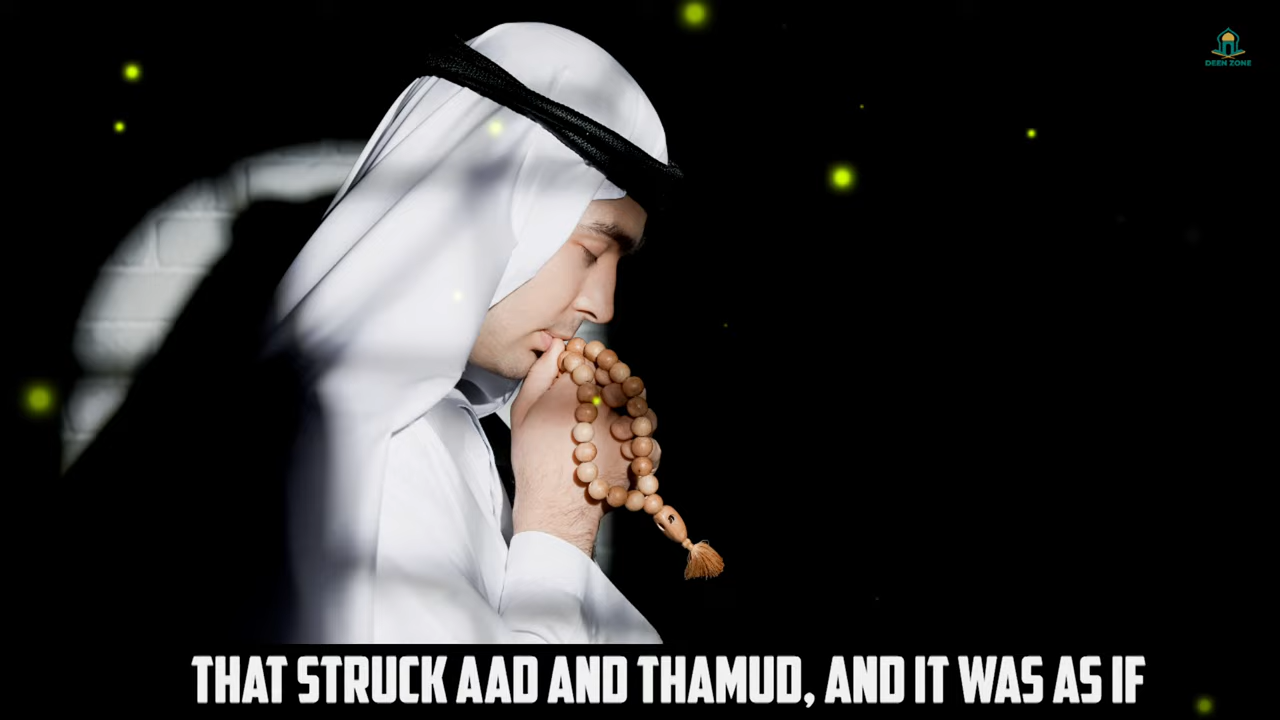 DEEN ZONE
THAT STRUCK AAD AND THAMUD, AND IT WAS AS IF